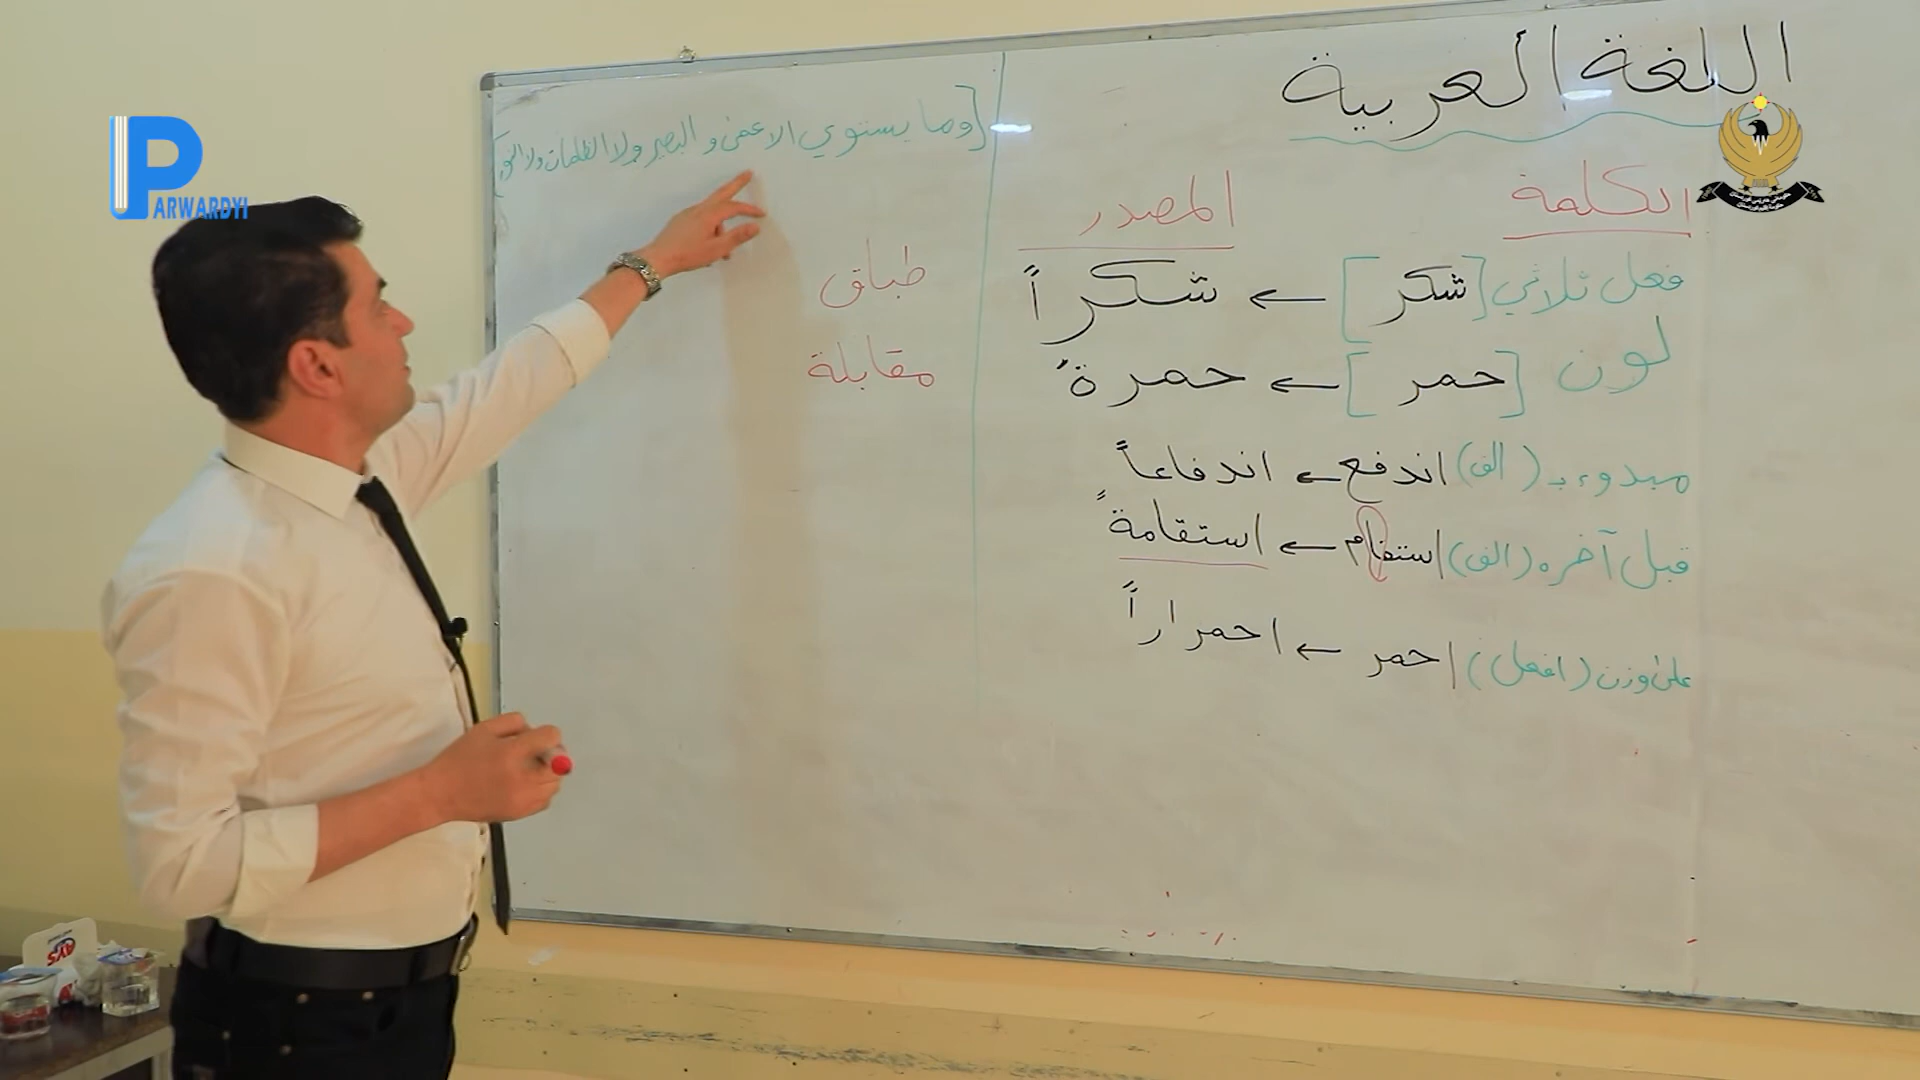 اللغة العربية
الكلمة المصدر
فعل ثلاثي [شكر] ← شكراً
لون [حمر] ← حمرةً
مبدوء بـ (الف) اندفع ← اندفاعاً
قبل آخره (الف) استقام ← استقامةً
على وزن (افعل) احمر ← احمراراً
[وما يستوي الاعمى و البصير ولا الظلمات ولا النور]
طباق
مقابلة
PARWARDYI